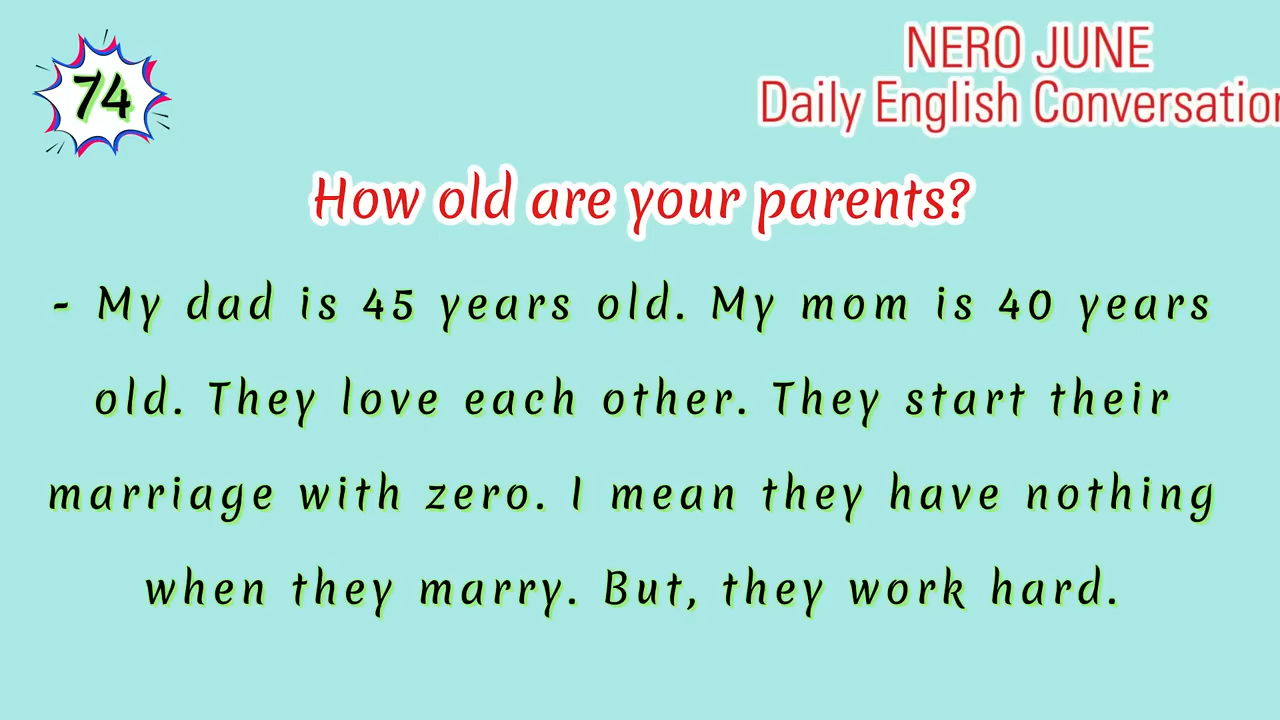 74
NERO JUNE
Daily English Conversation
How old are your parents?
- My dad is 45 years old. My mom is 40 years
old. They love each other. They start their
marriage with zero. I mean they have nothing
when they marry. But, they work hard.